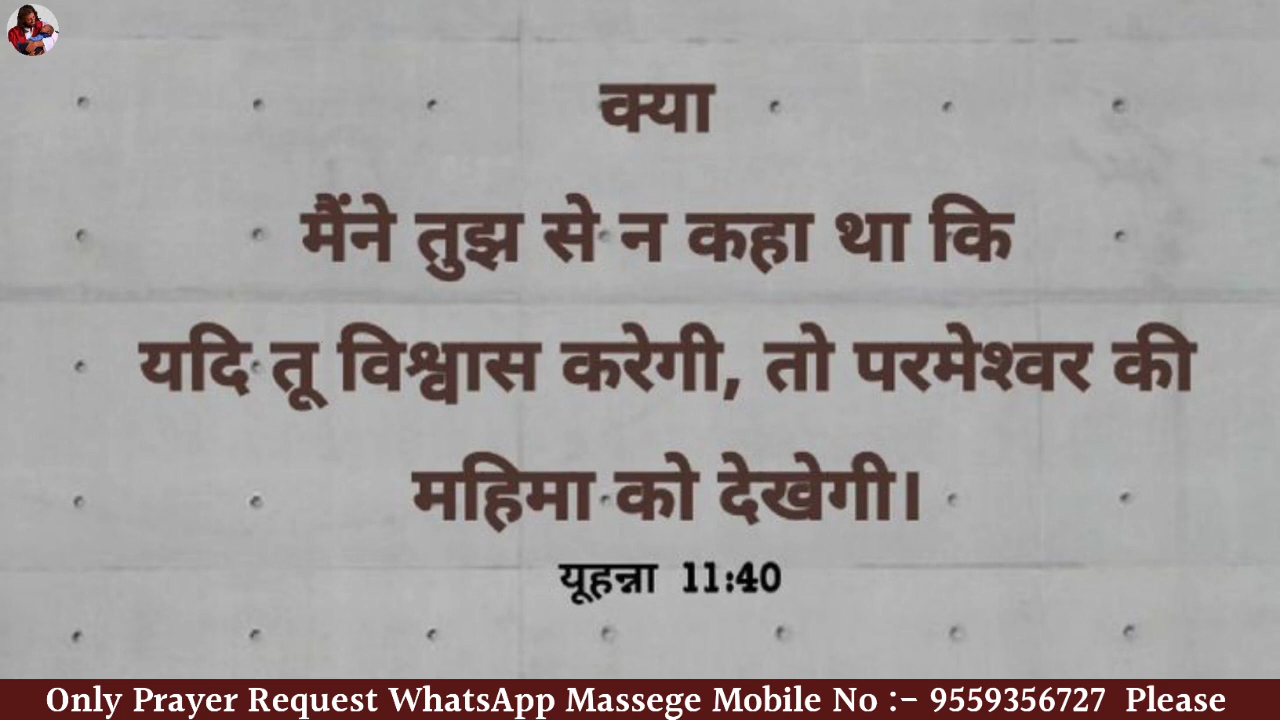 क्या
मैंने तुझ से न कहा था कि
यदि तू विश्वास करेगी, तो परमेश्वर की
महिमा को देखेगी।
यूहन्ना 11:40
Only Prayer Request WhatsApp Massege Mobile No :- 9559356727 Please